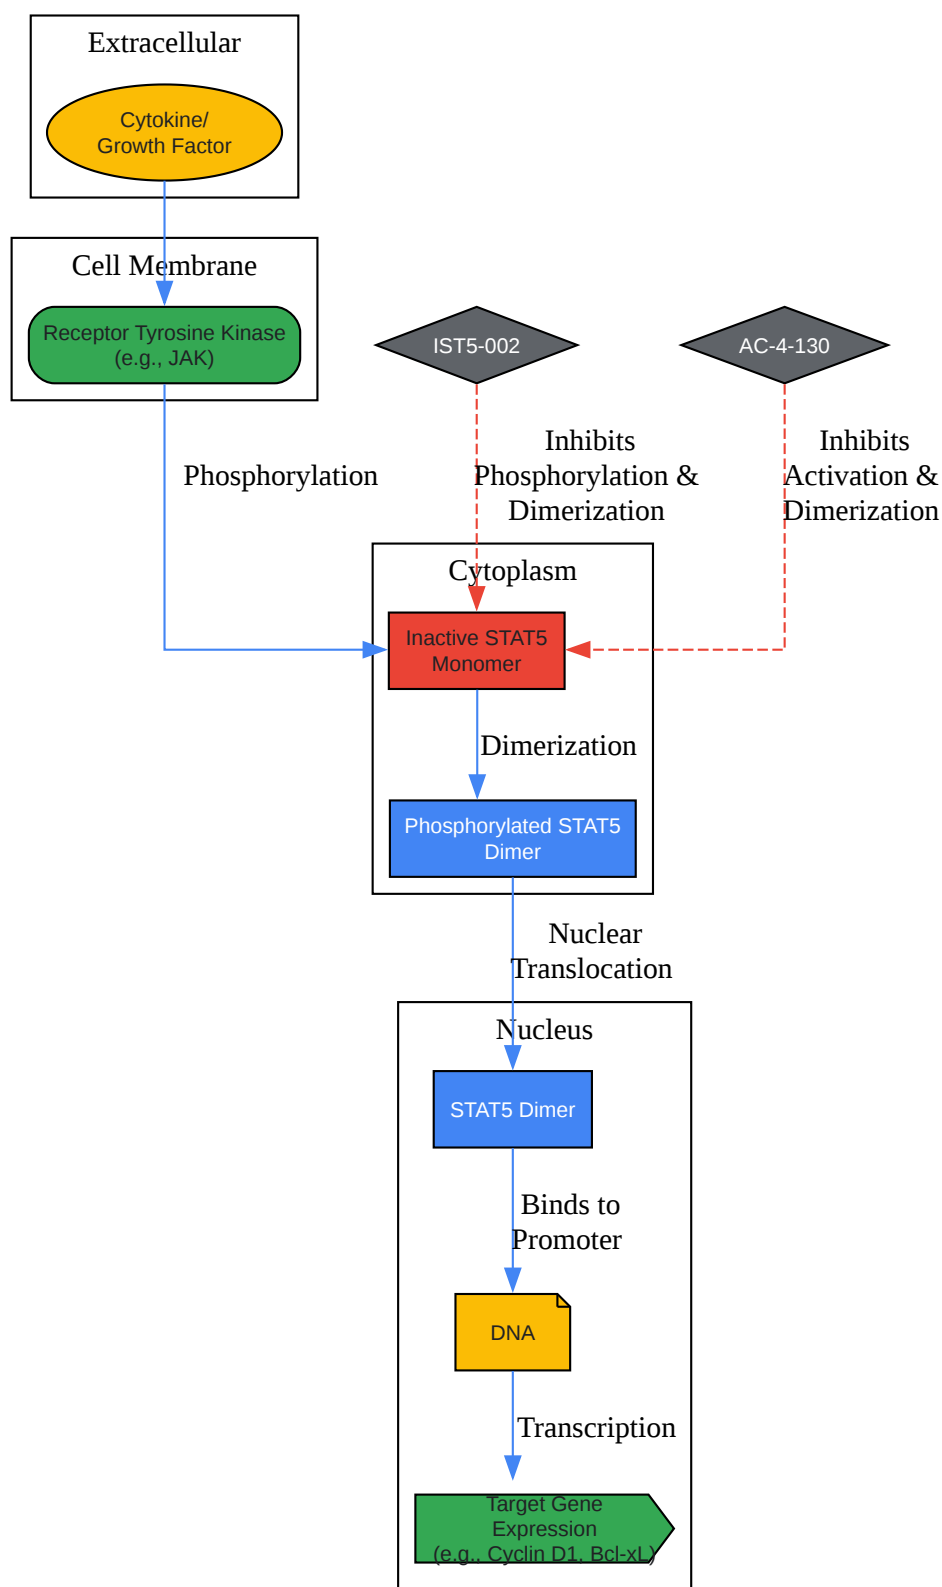 Extracellular
Cytokine/
Growth Factor
Cell Membrane
Receptor Tyrosine Kinase
(e.g., JAK)
IST5-002
AC-4-130
Phosphorylation
Inhibits
Phosphorylation &
Dimerization
Inhibits
Activation &
Dimerization
Cytoplasm
Inactive STAT5
Monomer
Dimerization
Phosphorylated STAT5
Dimer
Nuclear
Translocation
Nucleus
STAT5 Dimer
Binds to
Promoter
DNA
Transcription
Target Gene
Expression
(e.g., Cyclin D1, Bcl-xL)